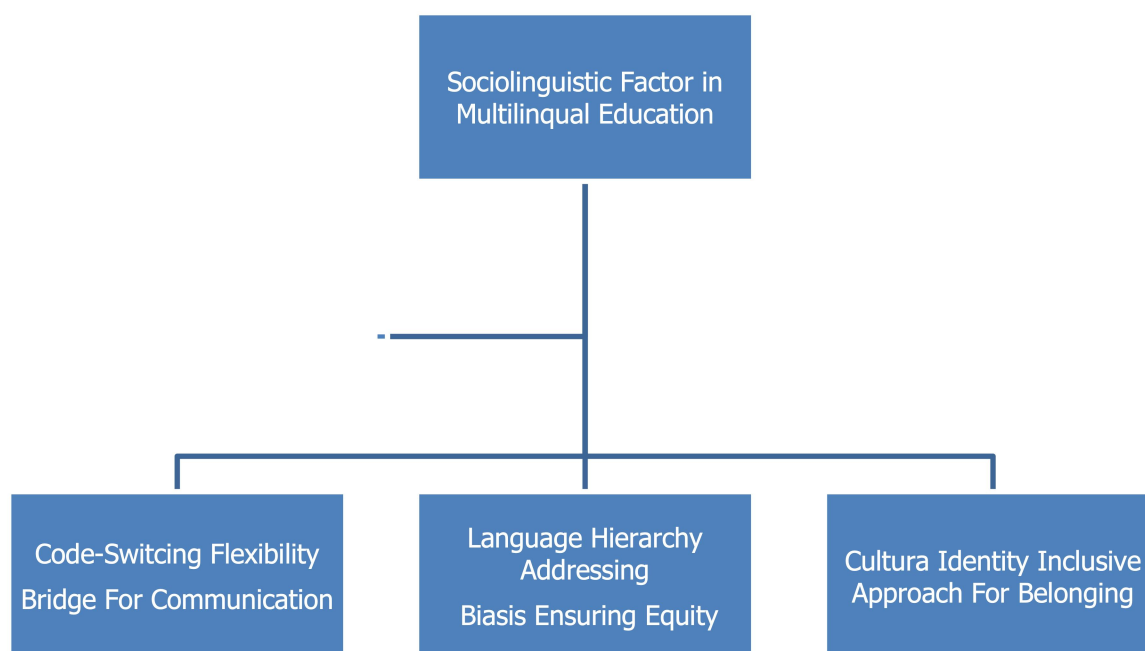 Sociolinguistic Factor in
Multilinqual Education
Code-Switcing Flexibility
Bridge For Communication
Language Hierarchy
Addressing
Biasis Ensuring Equity
Cultura Identity Inclusive
Approach For Belonging